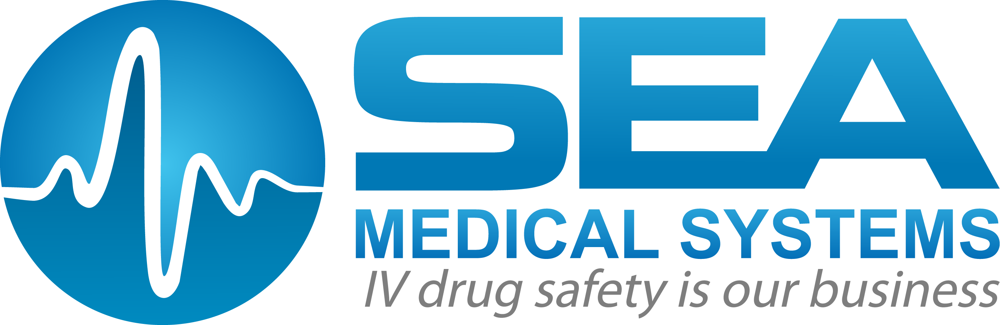 SEA
MEDICAL SYSTEMS
IV drug safety is our business